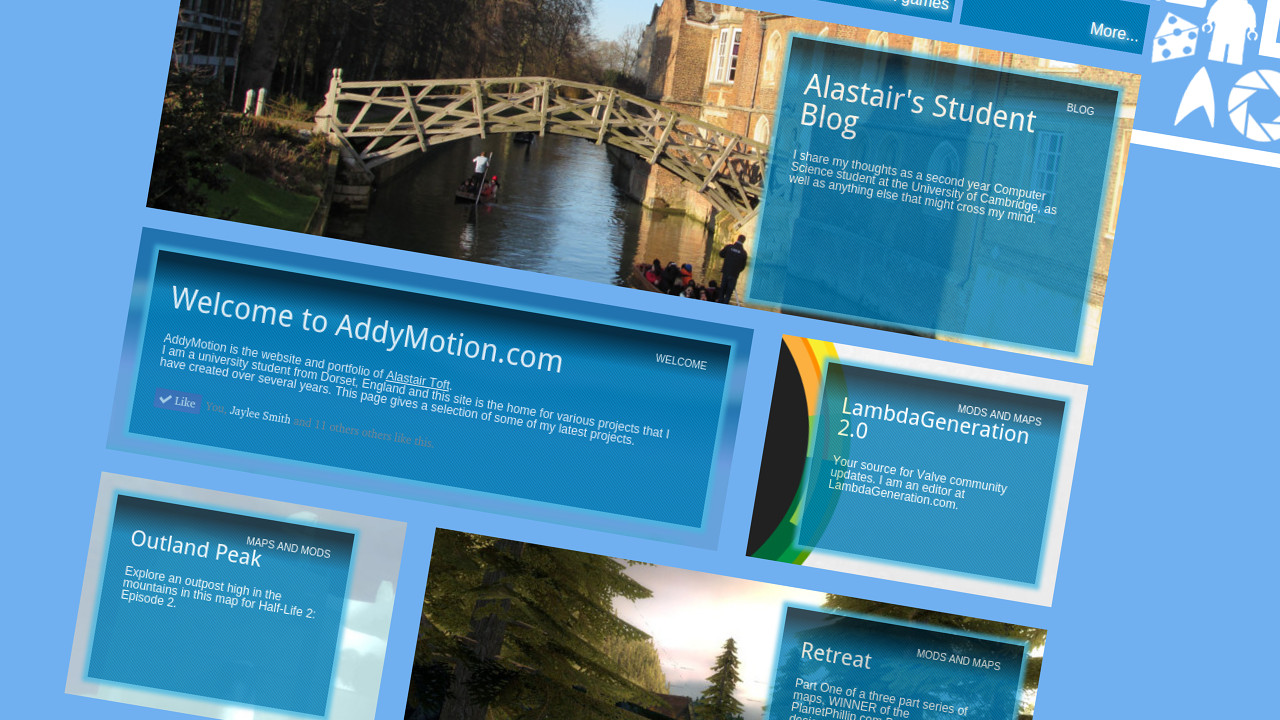 games
More...
Alastair's Student
Blog
BLOG
I share my thoughts as a second year Computer
Science student at the University of Cambridge, as
well as anything else that might cross my mind.
Welcome to AddyMotion.com
WELCOME
AddyMotion is the website and portfolio of Alastair Toft.
I am a university student from Dorset, England and this site is the home for various projects that I
have created over several years. This page gives a selection of some of my latest projects.
Like You, Jaylee Smith and 11 others others like this.
MODS AND MAPS
LambdaGeneration
2.0
Your source for Valve community
updates. I am an editor at
LambdaGeneration.com.
Outland Peak
MAPS AND MODS
Explore an outpost high in the
mountains in this map for Half-Life 2:
Episode 2.
Retreat
MODS AND MAPS
Part One of a three part series of
maps, WINNER of the